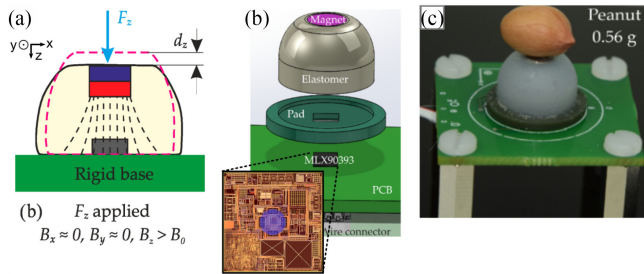 (a)
F_z
y
x
z
d_z
Rigid base
(b) F_z applied
B_x ≈ 0, B_y ≈ 0, B_z > B_0
(b)
Magnet
Elastomer
Pad
MLX90393
PCB
ire connector
(c)
Peanut
0.56 g